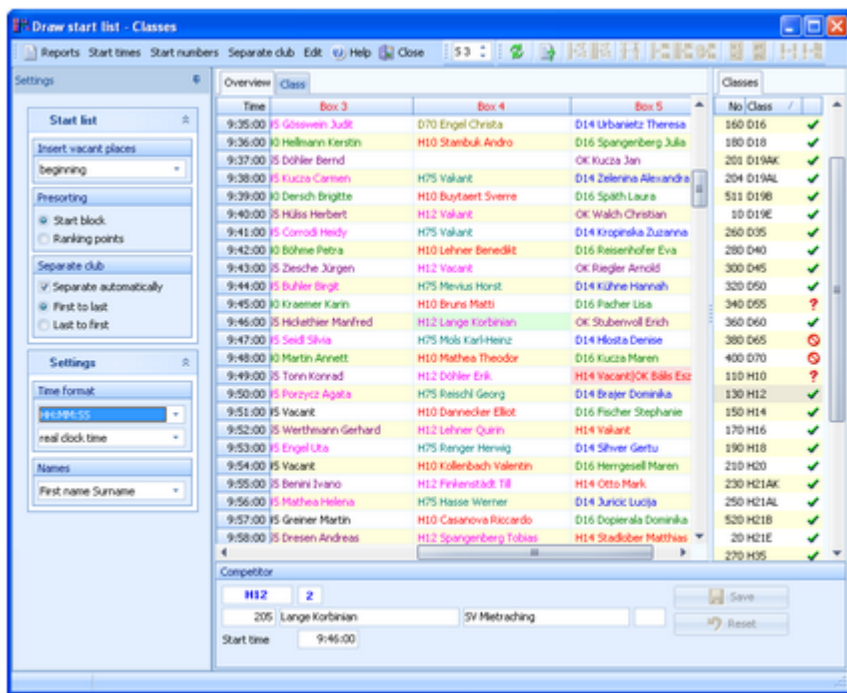 Draw start list - Classes
Reports Start times Start numbers Separate club Edit Help Close 53
Settings
Start list
Insert vacant places
beginning
Presorting
Start block
Ranking points
Separate club
Separate automatically
First to last
Last to first
Settings
Time format
HH:MM:SS
real clock time
Names
First name Surname
Overview Class
Time Box 3 Box 4 Box 5
9:35:00 Gösswein Judit D70 Engel Christa D14 Urbanietz Theresa
9:36:00 Hellmann Kerstin H10 Stambuk Andro D16 Spangenberg Julia
9:37:00 Döhler Bernd OK Kucza Jan
9:38:00 Kucza Carmen H75 Vakant D14 Zelenina Alexandra
9:39:00 Dersch Brigitte H10 Buytaert Sverre D16 Späth Laura
9:40:00 Hüliss Herbert H12 Vakant OK Walch Christian
9:41:00 Corrodi Heidy H75 Vakant D14 Kropinska Zuzanna
9:42:00 Böhme Petra H10 Lehner Benedikt D16 Reisenhofer Eva
9:43:00 Ziesche Jürgen H12 Vacant OK Riegler Arnold
9:44:00 Buhler Birgit H75 Mevius Horst D14 Kühne Hannah
9:45:00 Kraemer Karin H10 Bruns Matti D16 Pacher Lisa
9:46:00 Hickethier Manfred H12 Lange Korbinian OK Stubenvoll Erich
9:47:00 Seidl Silvia H75 Mols Karl-Heinz D14 Hlosta Denise
9:48:00 Martin Annett H10 Mathea Theodor D16 Kucza Maren
9:49:00 Tonn Konrad H12 Döhler Erik H14 Vacant|OK Bális Esz
9:50:00 Porzycz Agata H75 Reischl Georg D14 Brajer Dominika
9:51:00 Vacant H10 Dannecker Elliot D16 Fischer Stephanie
9:52:00 Werthmann Gerhard H12 Lehner Quirin H14 Vakant
9:53:00 Engel Uta H75 Renger Herwig D14 Sihver Gertu
9:54:00 Vacant H10 Kollenbach Valentin D16 Herrgesell Maren
9:55:00 Benini Ivano H12 Finkenstädt Till H14 Otto Mark
9:56:00 Mathea Helena H75 Hasse Werner D14 Juricic Lucija
9:57:00 Greiner Martin H10 Casanova Riccardo D16 Dopierala Dominika
9:58:00 Dresen Andreas H12 Spangenberg Tobias H14 Stadlober Matthias
Classes
No Class
160 D16
180 D18
201 D19AK
204 D19AL
511 D19B
10 D19E
260 D35
280 D40
300 D45
320 D50
340 D55
360 D60
380 D65
400 D70
110 H10
130 H12
150 H14
170 H16
190 H18
210 H20
230 H21AK
250 H21AL
520 H21B
20 H21E
270 H35
Competitor
H12 2
205 Lange Korbinian SV Mietraching
Start time 9:46:00
Save
Reset